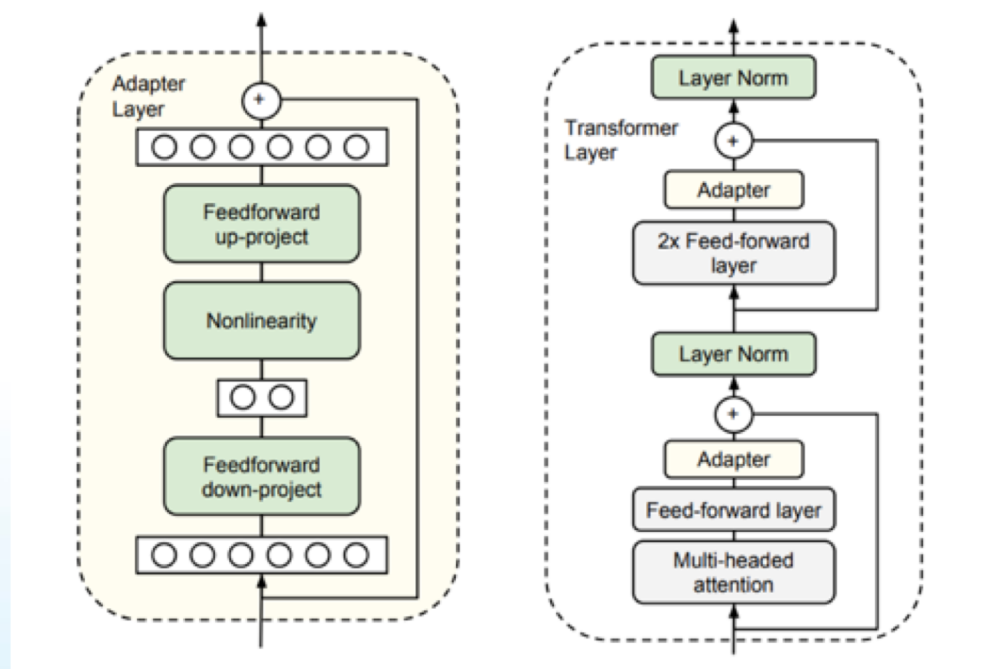 Adapter
Layer
+
Feedforward
up-project
Nonlinearity
Feedforward
down-project
Layer Norm
Transformer
Layer
+
Adapter
2x Feed-forward
layer
Layer Norm
+
Adapter
Feed-forward layer
Multi-headed
attention